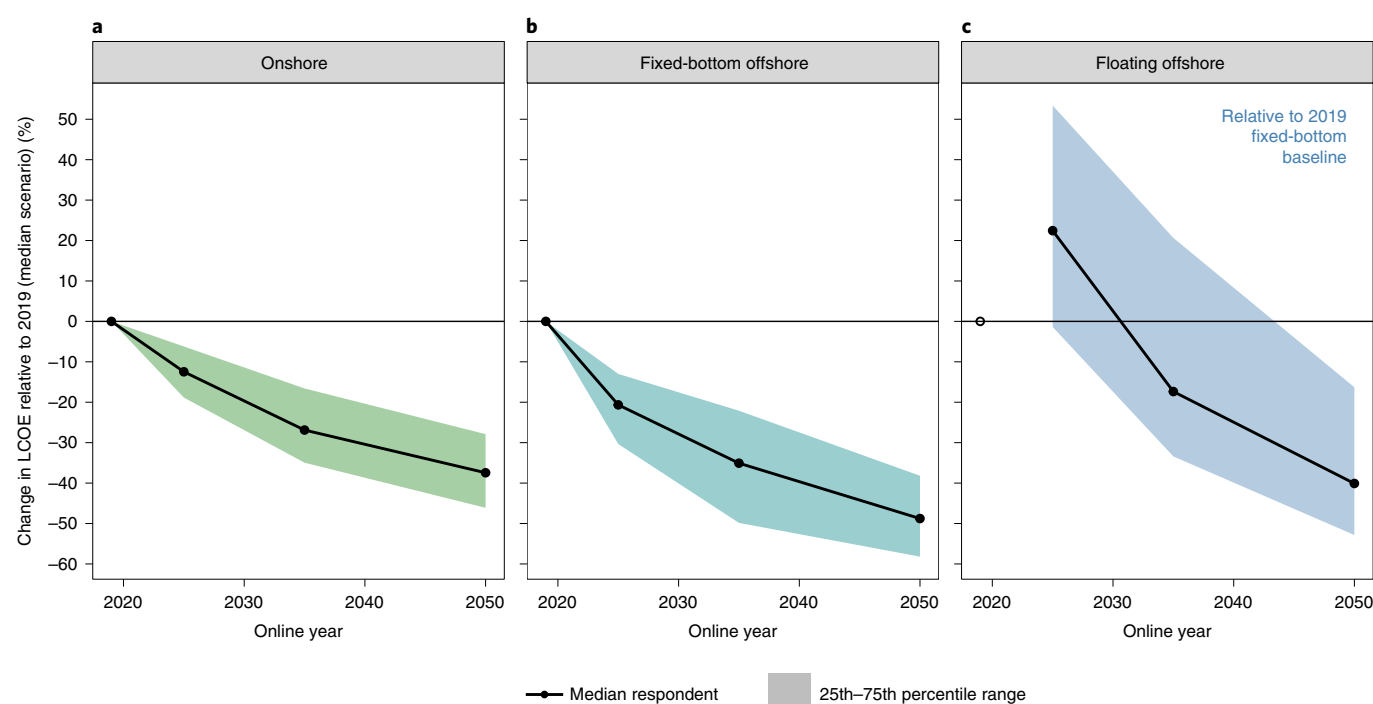 a
b
c
Onshore
Fixed-bottom offshore
Floating offshore
Change in LCOE relative to 2019 (median scenario) (%)
50
40
30
20
10
0
–10
–20
–30
–40
–50
–60
Relative to 2019
fixed-bottom
baseline
2020
2030
2040
2050
2020
2030
2040
2050
2020
2030
2040
2050
Online year
Online year
Online year
Median respondent
25th–75th percentile range